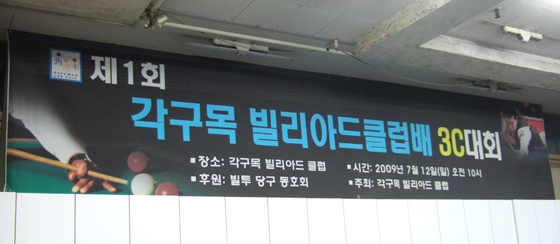 제1회
각구목 빌리아드클럽배 3C대회
▪장소: 각구목 빌리아드 클럽 ▪시간: 2009년 7월 12일(일) 오전 10시
▪후원: 빌투 당구 동호회 ▪주최: 각구목 빌리아드 클럽